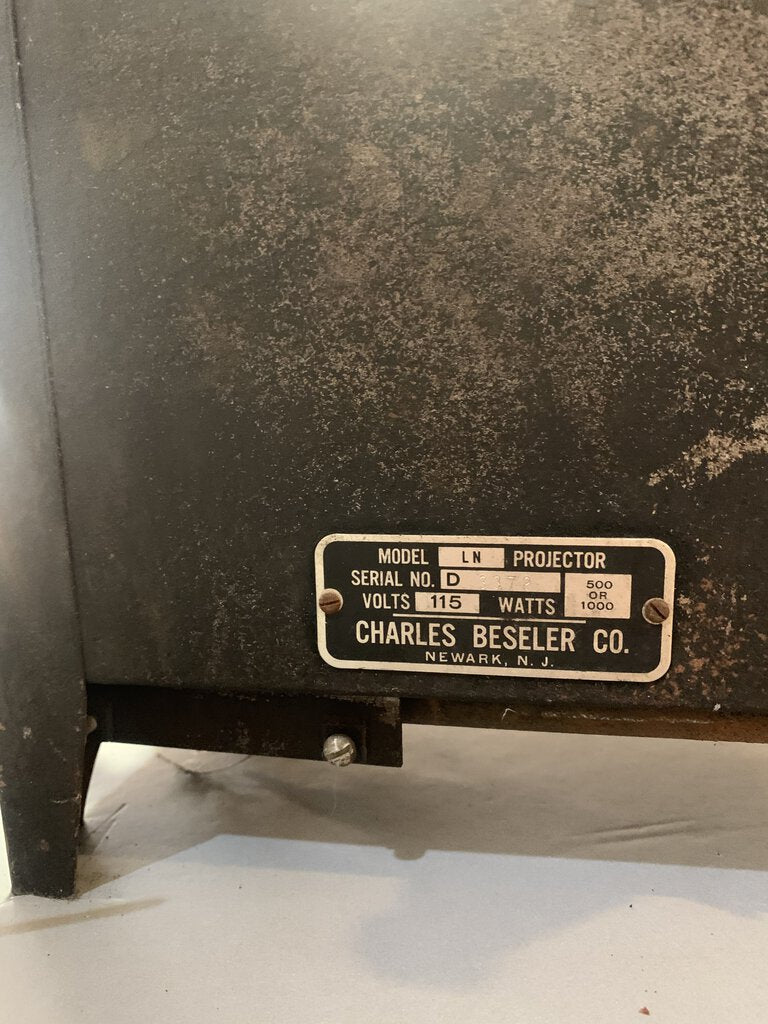 MODEL LN PROJECTOR
SERIAL NO. D
VOLTS 115 WATTS 500 OR 1000
CHARLES BESELER CO.
NEWARK, N. J.